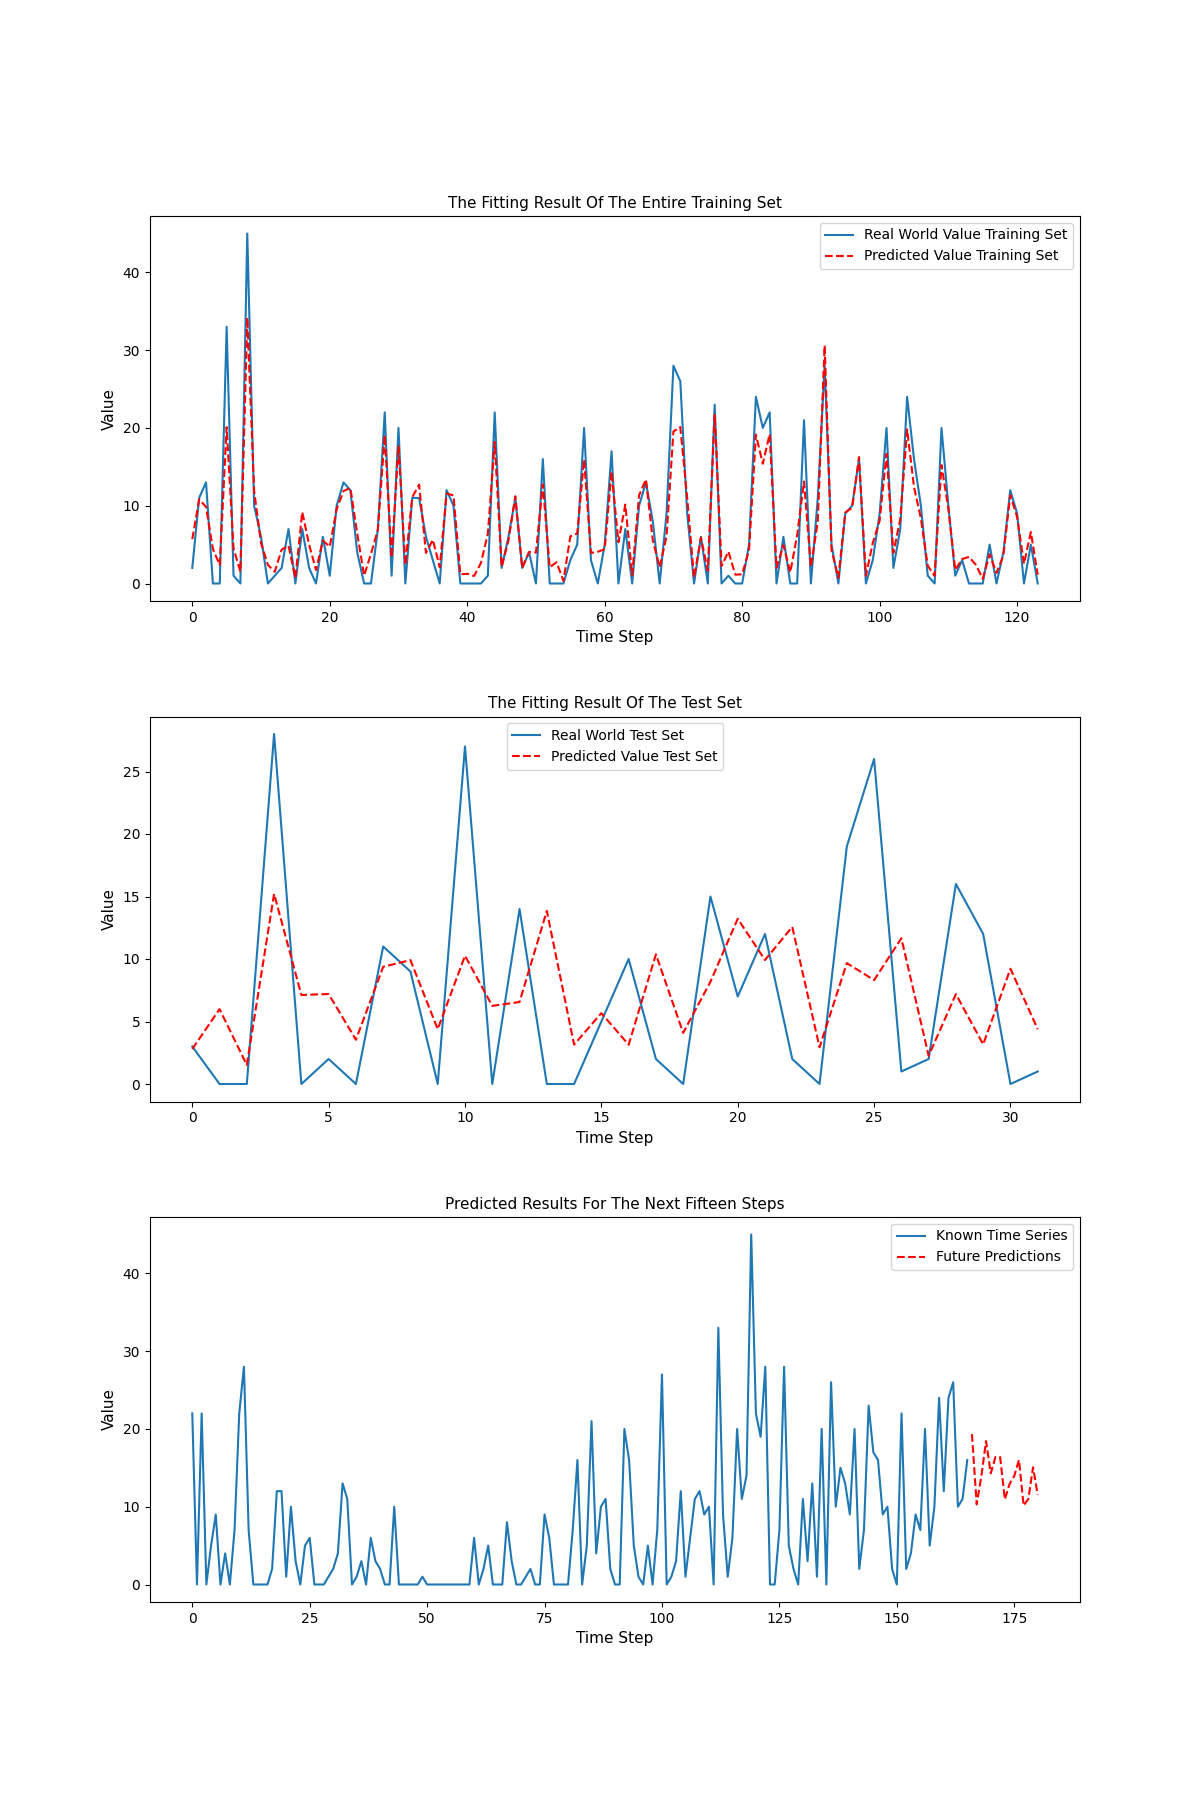 The Fitting Result Of The Entire Training Set
Real World Value Training Set
Predicted Value Training Set
Value
40
30
20
10
0
0 20 40 60 80 100 120
Time Step
The Fitting Result Of The Test Set
Real World Test Set
Predicted Value Test Set
Value
25
20
15
10
5
0
0 5 10 15 20 25 30
Time Step
Predicted Results For The Next Fifteen Steps
Known Time Series
Future Predictions
Value
40
30
20
10
0
0 25 50 75 100 125 150 175
Time Step